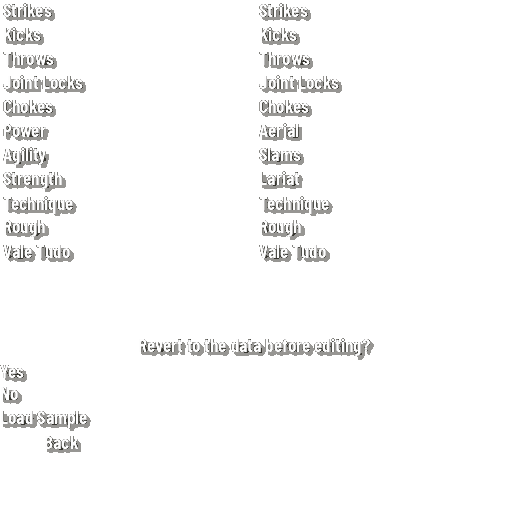 Strikes
Kicks
Throws
Joint Locks
Chokes
Power
Agility
Strength
Technique
Rough
Vale Tudo
Strikes
Kicks
Throws
Joint Locks
Chokes
Aerial
Slams
Lariat
Technique
Rough
Vale Tudo
Revert to the data before editing?
Yes
No
Load Sample
Back